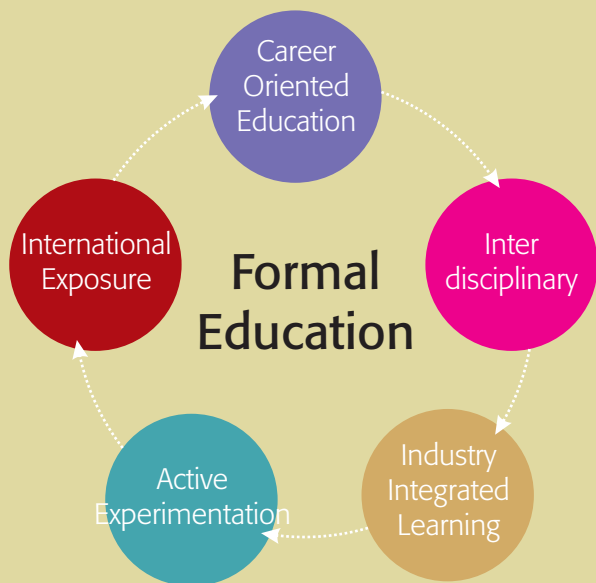 Career
Oriented
Education
International
Exposure
Formal
Education
Inter
disciplinary
Active
Experimentation
Industry
Integrated
Learning